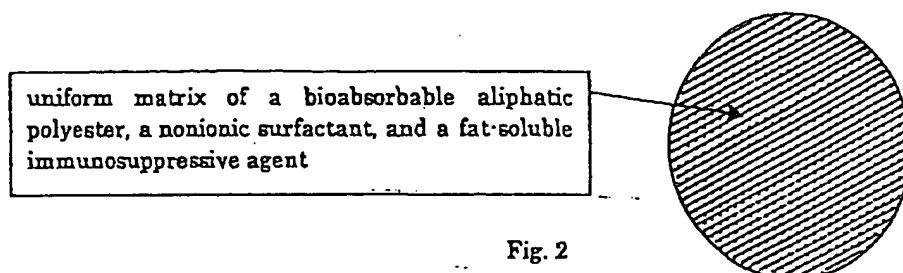 uniform matrix of a bioabsorbable aliphatic
polyester, a nonionic surfactant, and a fat-soluble
immunosuppressive agent
Fig. 2